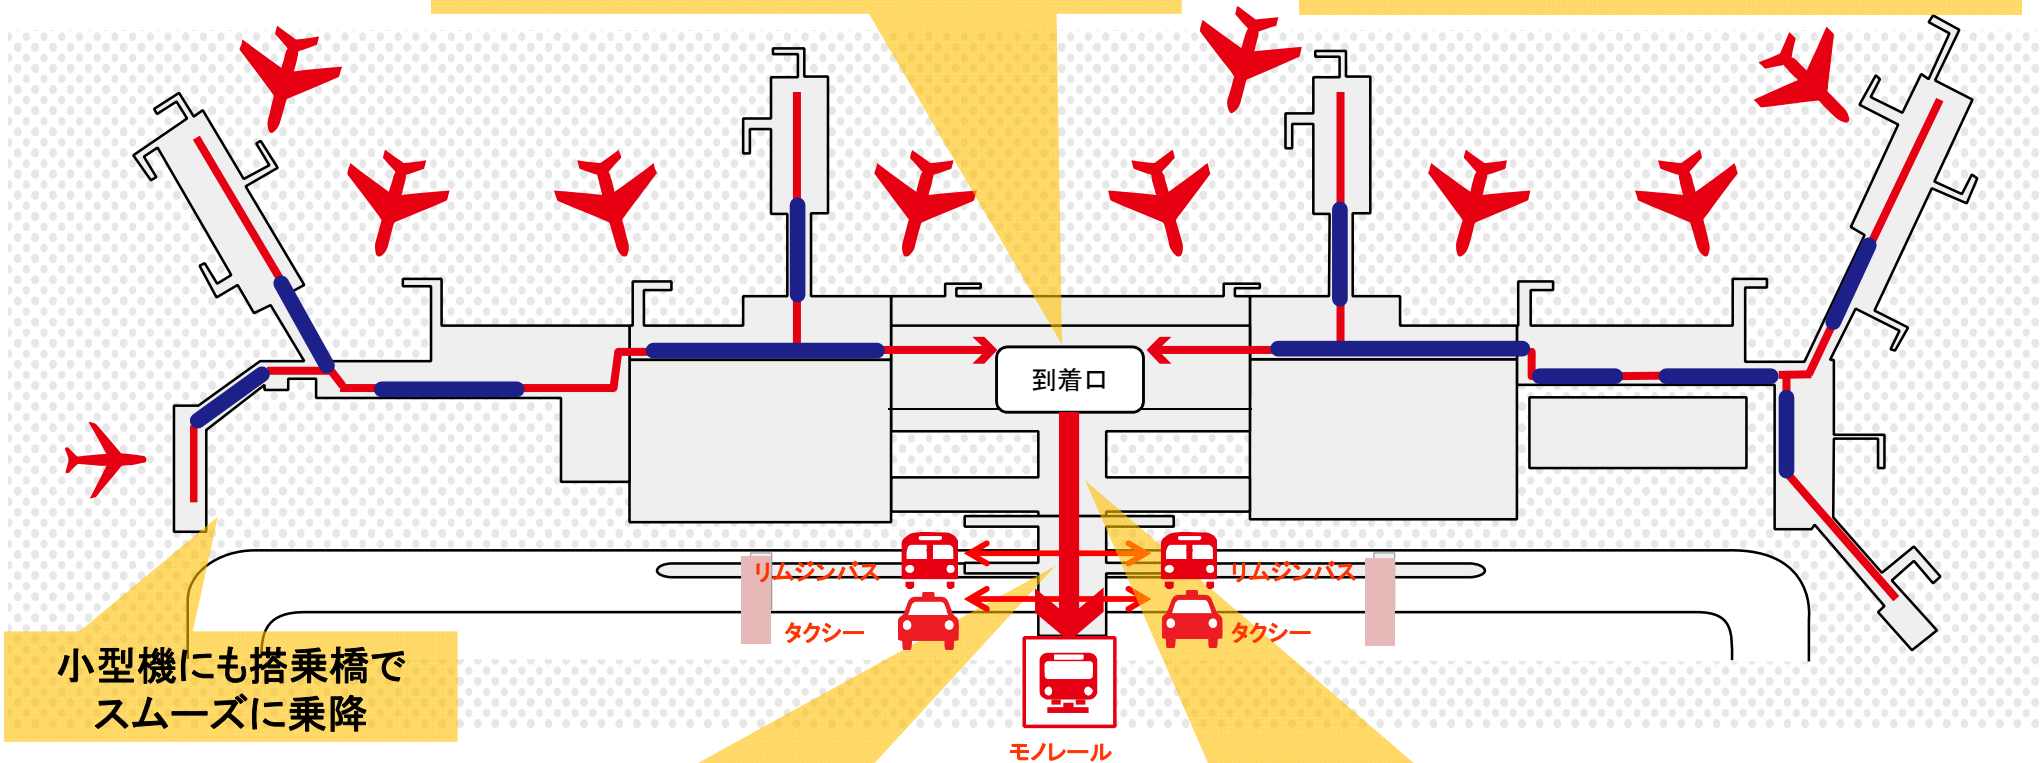 到着口
リムジンバス
リムジンバス
タクシー
タクシー
小型機にも搭乗橋で
スムーズに乗降
モノレール